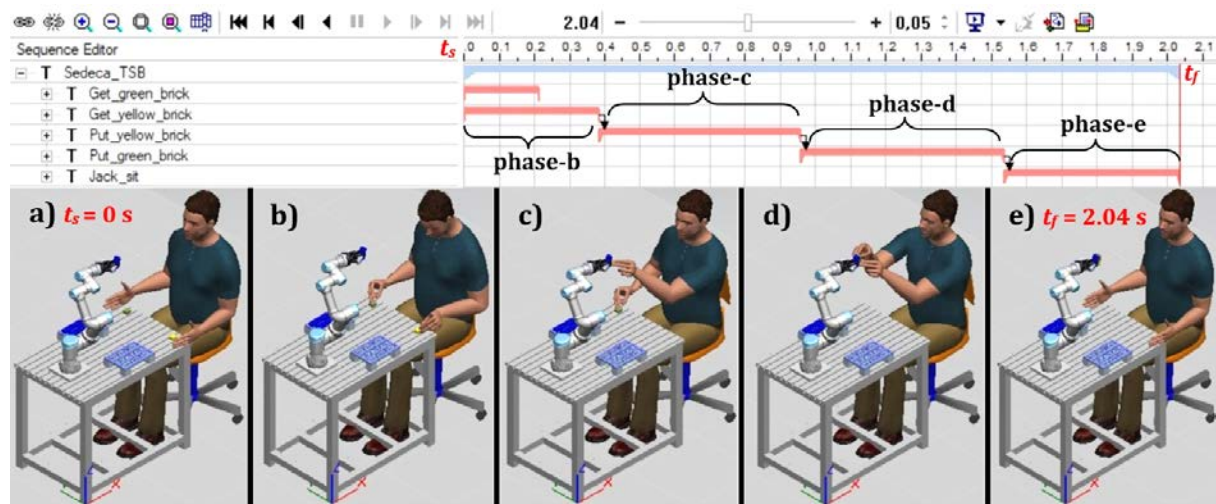 2.04 − + 0,05
Sequence Editor t_s 0.0 0.1 0.2 0.3 0.4 0.5 0.6 0.7 0.8 0.9 1.0 1.1 1.2 1.3 1.4 1.5 1.6 1.7 1.8 1.9 2.0 2.1
T Sedeca_TSB t_f
T Get_green_brick phase-c
T Get_yellow_brick phase-d
T Put_yellow_brick phase-e
T Put_green_brick phase-b
T Jack_sit
a) t_s = 0 s b) c) d) e) t_f = 2.04 s
X X X X X